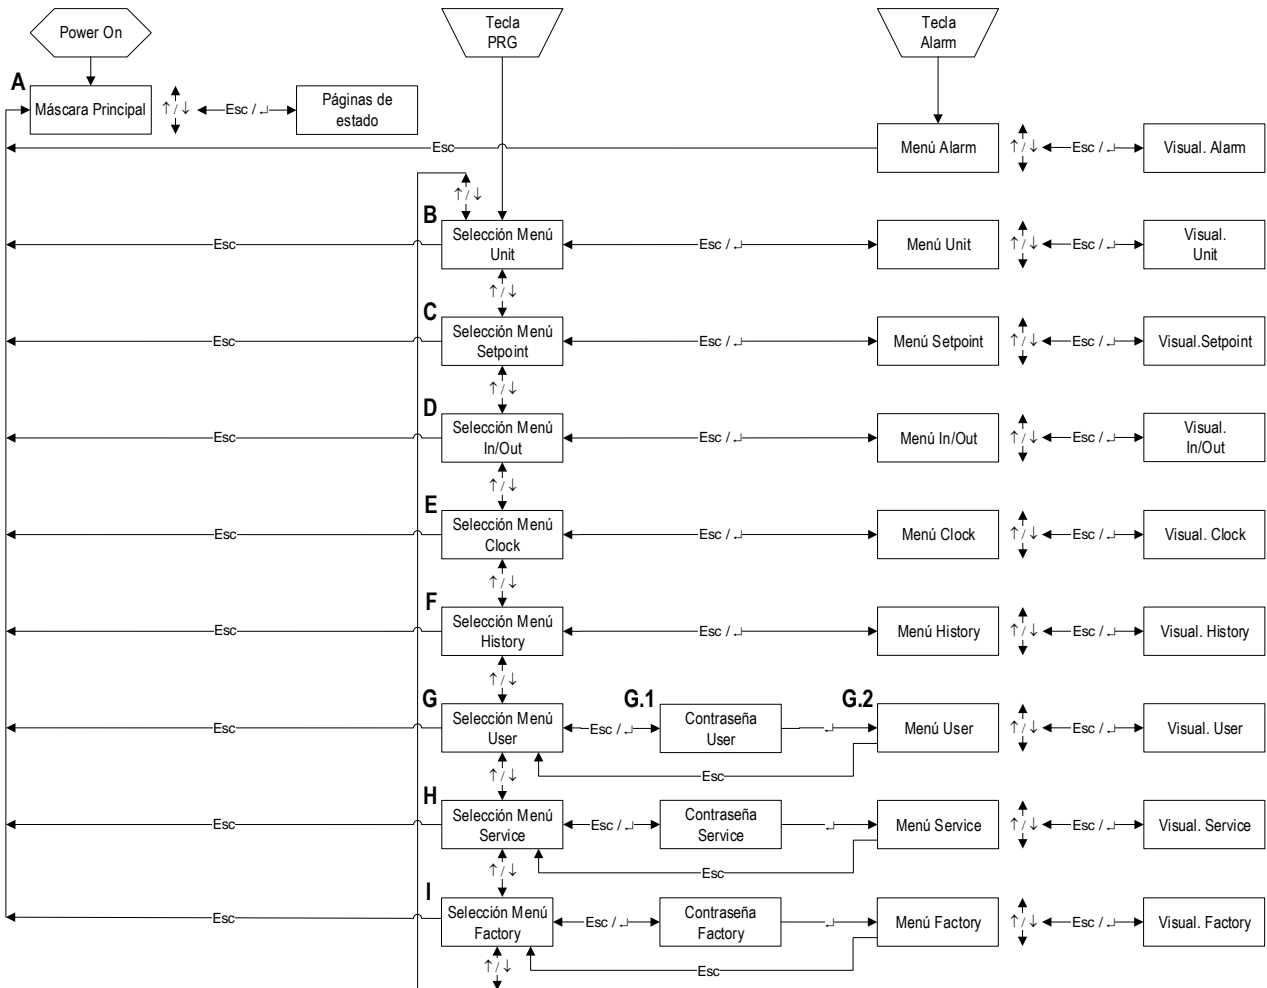 Power On
Tecla
PRG
Tecla
Alarm
A
Máscara Principal
↑/↓
Esc / ↵
Páginas de
estado
Esc
Menú Alarm
↑/↓
Esc / ↵
Visual. Alarm
↑/↓
B
Esc
Selección Menú
Unit
Esc / ↵
Menú Unit
↑/↓
Esc / ↵
Visual.
Unit
↑/↓
C
Esc
Selección Menú
Setpoint
Esc / ↵
Menú Setpoint
↑/↓
Esc / ↵
Visual.Setpoint
↑/↓
D
Esc
Selección Menú
In/Out
Esc / ↵
Menú In/Out
↑/↓
Esc / ↵
Visual.
In/Out
↑/↓
E
Esc
Selección Menú
Clock
Esc / ↵
Menú Clock
↑/↓
Esc / ↵
Visual. Clock
↑/↓
F
Esc
Selección Menú
History
Esc / ↵
Menú History
↑/↓
Esc / ↵
Visual. History
↑/↓
G
Esc
Selección Menú
User
Esc / ↵
G.1
Contraseña
User
↵
G.2
Menú User
↑/↓
Esc / ↵
Visual. User
Esc
↑/↓
H
Esc
Selección Menú
Service
Esc / ↵
Contraseña
Service
↵
Menú Service
↑/↓
Esc / ↵
Visual. Service
Esc
↑/↓
I
Esc
Selección Menú
Factory
Esc / ↵
Contraseña
Factory
↵
Menú Factory
↑/↓
Esc / ↵
Visual. Factory
Esc
↑/↓